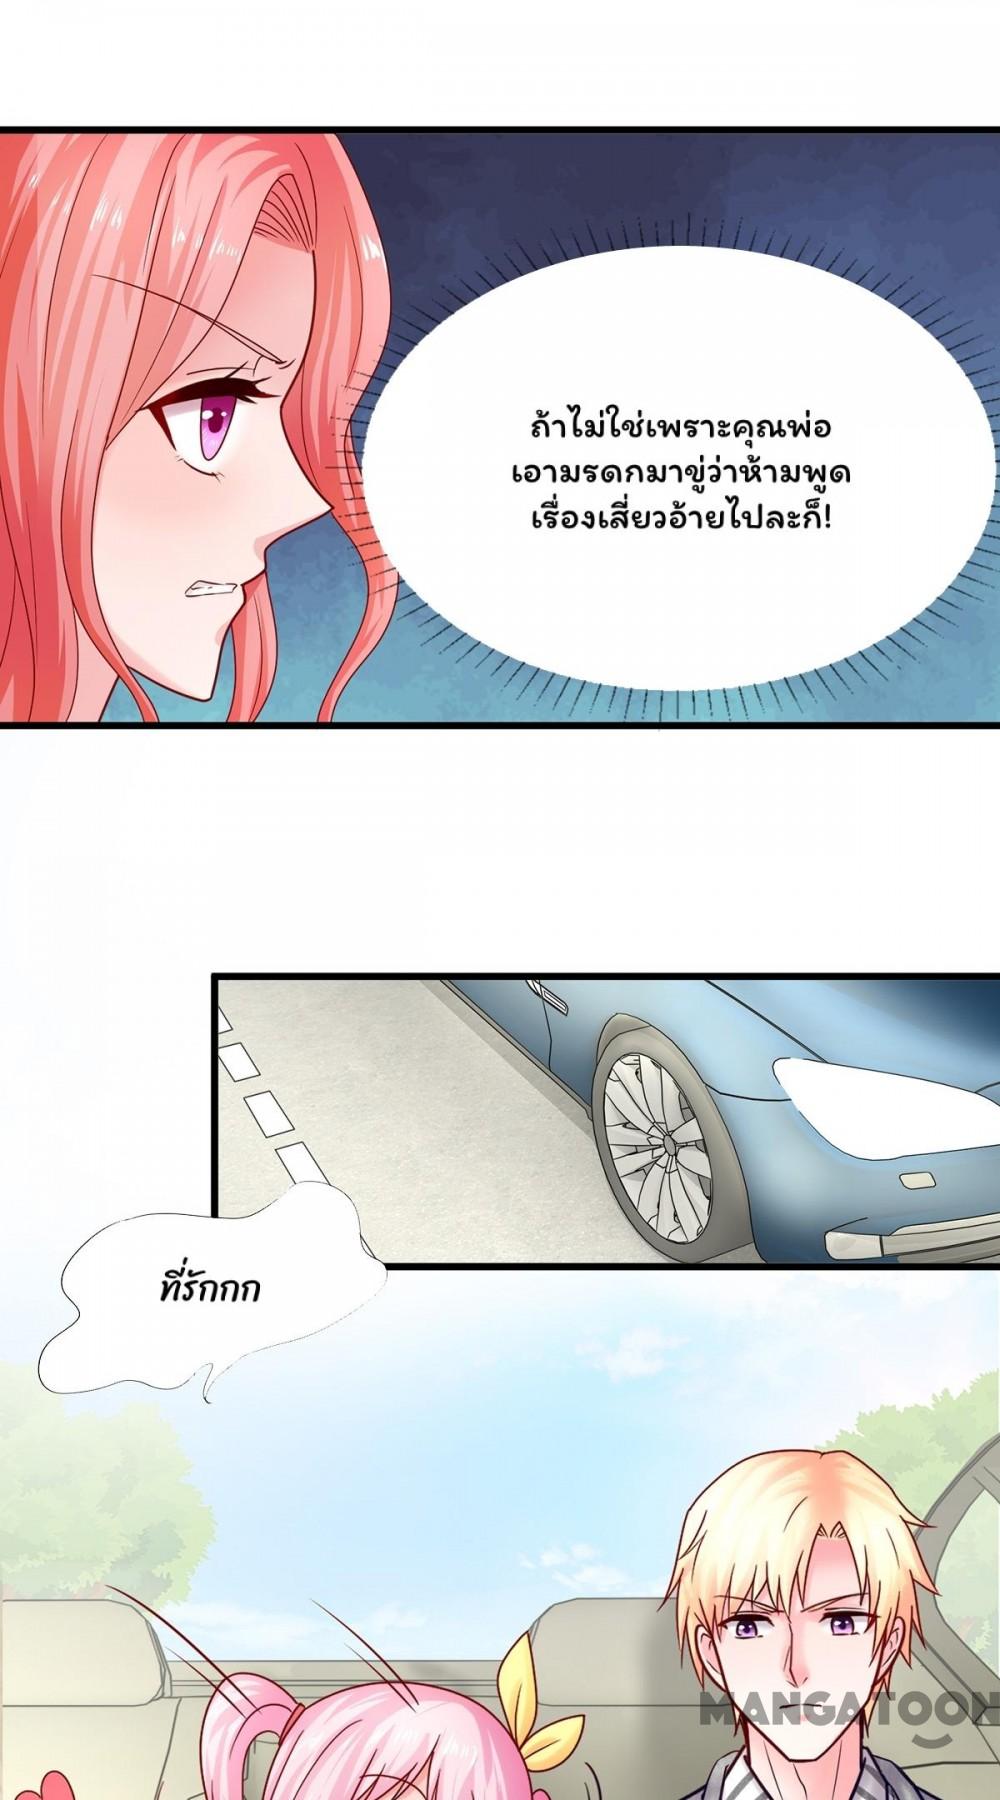 ถ้าไม่ใช่เพราะคุณพ่อ
เอามรดกมาขู่ว่าห้ามพูด
เรื่องเสี่ยวอ้ายไปละก็!
ที่รักกก
MANGATOON